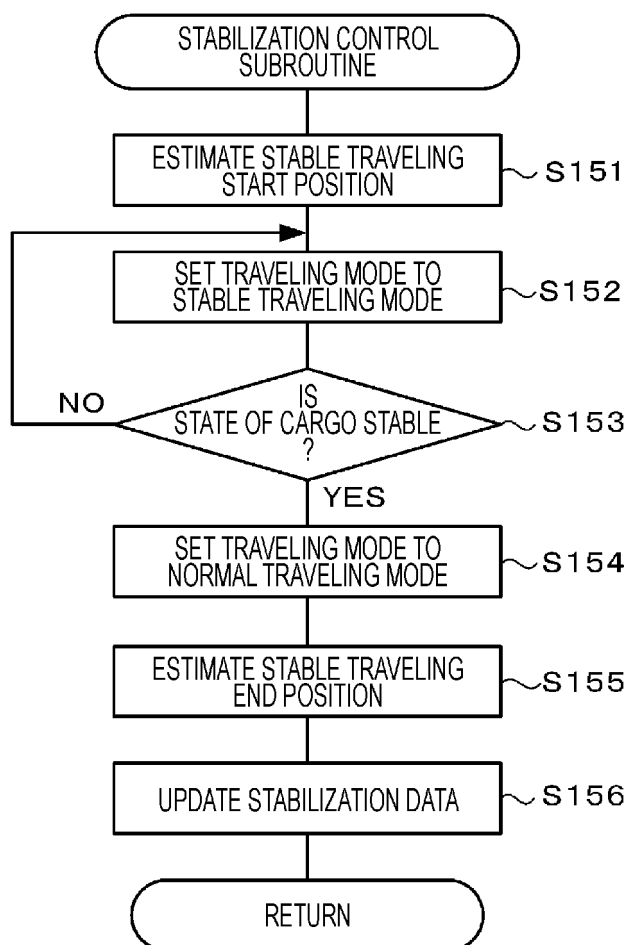 STABILIZATION CONTROL
SUBROUTINE
ESTIMATE STABLE TRAVELING
START POSITION
S151
SET TRAVELING MODE TO
STABLE TRAVELING MODE
S152
NO
IS
STATE OF CARGO STABLE
?
S153
YES
SET TRAVELING MODE TO
NORMAL TRAVELING MODE
S154
ESTIMATE STABLE TRAVELING
END POSITION
S155
UPDATE STABILIZATION DATA
S156
RETURN